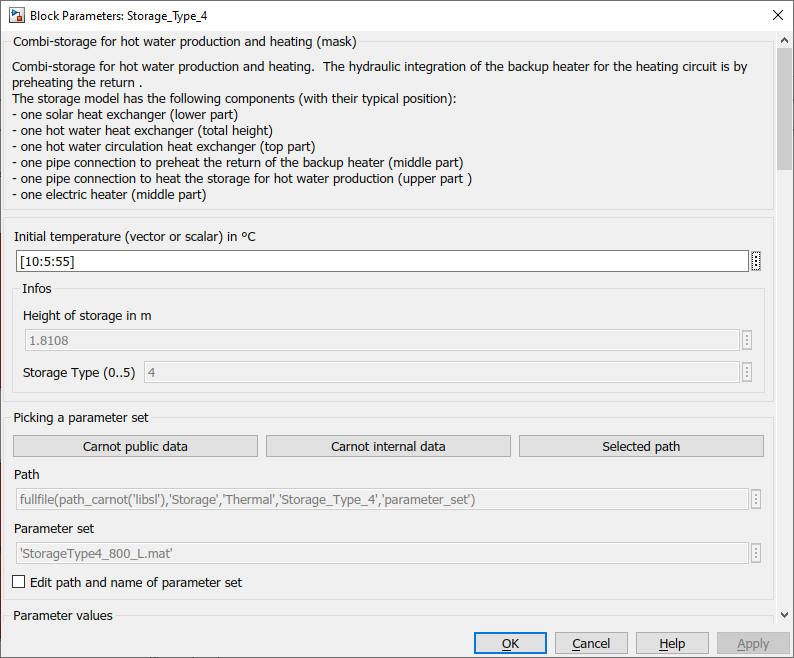 Block Parameters: Storage_Type_4
Combi-storage for hot water production and heating (mask)
Combi-storage for hot water production and heating.  The hydraulic integration of the backup heater for the heating circuit is by
preheating the return .
The storage model has the following components (with their typical position):
- one solar heat exchanger (lower part)
- one hot water heat exchanger (total height)
- one hot water circulation heat exchanger (top part)
- one pipe connection to preheat the return of the backup heater (middle part)
- one pipe connection to heat the storage for hot water production (upper part )
- one electric heater (middle part)
Initial temperature (vector or scalar) in ºC
[10:5:55]
Infos
Height of storage in m
1.8108
Storage Type (0..5) 4
Picking a parameter set
Carnot public data Carnot internal data Selected path
Path
fullfile(path_carnot('libsl'),'Storage','Thermal','Storage_Type_4','parameter_set')
Parameter set
'StorageType4_800_L.mat'
Edit path and name of parameter set
Parameter values
OK Cancel Help Apply